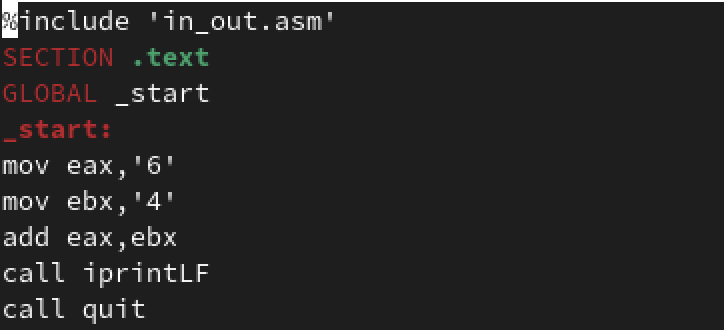 %include 'in_out.asm'
SECTION .text
GLOBAL _start
_start:
mov eax,'6'
mov ebx,'4'
add eax,ebx
call iprintLF
call quit